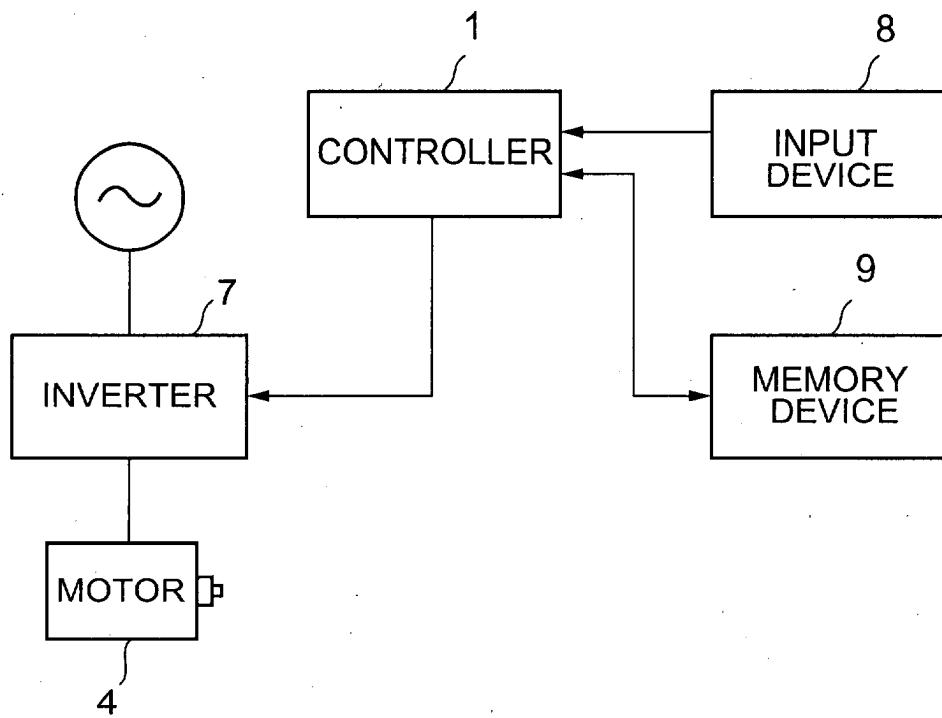 1
8
CONTROLLER
INPUT
DEVICE
7
9
INVERTER
MEMORY
DEVICE
MOTOR
4